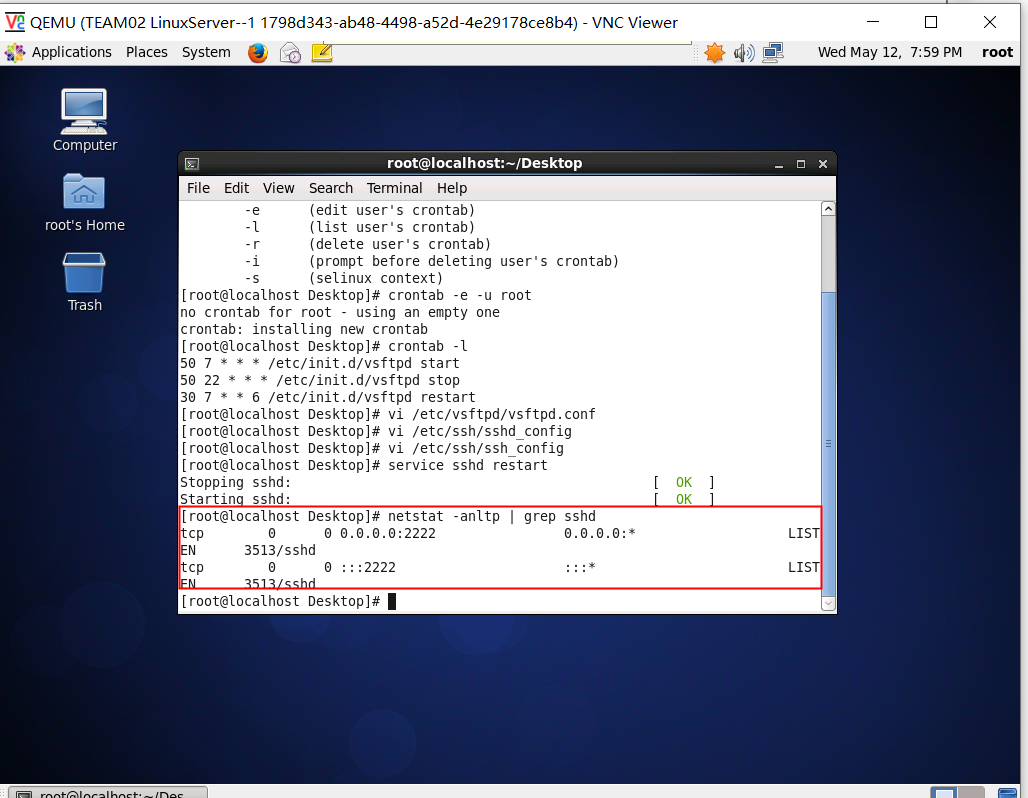 QEMU (TEAM02 LinuxServer--1 1798d343-ab48-4498-a52d-4e29178ce8b4) - VNC Viewer
Applications Places System Wed May 12, 7:59 PM root
Computer
root's Home
Trash
root@localhost:~/Desktop
File Edit View Search Terminal Help
-e (edit user's crontab)
-l (list user's crontab)
-r (delete user's crontab)
-i (prompt before deleting user's crontab)
-s (selinux context)
[root@localhost Desktop]# crontab -e -u root
no crontab for root - using an empty one
crontab: installing new crontab
[root@localhost Desktop]# crontab -l
50 7 * * * /etc/init.d/vsftpd start
50 22 * * * /etc/init.d/vsftpd stop
30 7 * * 6 /etc/init.d/vsftpd restart
[root@localhost Desktop]# vi /etc/vsftpd/vsftpd.conf
[root@localhost Desktop]# vi /etc/ssh/sshd_config
[root@localhost Desktop]# vi /etc/ssh/ssh_config
[root@localhost Desktop]# service sshd restart
Stopping sshd: [ OK ]
Starting sshd: [ OK ]
[root@localhost Desktop]# netstat -anltp | grep sshd
tcp 0 0 0.0.0.0:2222 0.0.0.0:* LIST
EN 3513/sshd
tcp 0 0 :::2222 :::* LIST
EN 3513/sshd
[root@localhost Desktop]#
root@localhost:~/Des...